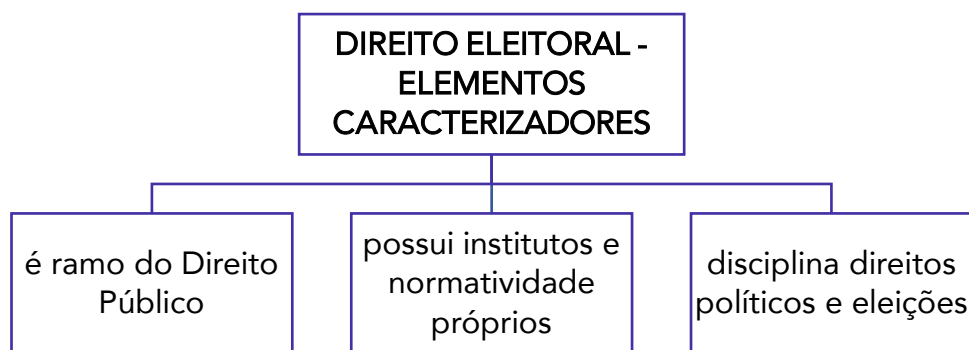 DIREITO ELEITORAL -
ELEMENTOS
CARACTERIZADORES
é ramo do Direito
Público
possui institutos e
normatividade
próprios
disciplina direitos
políticos e eleições